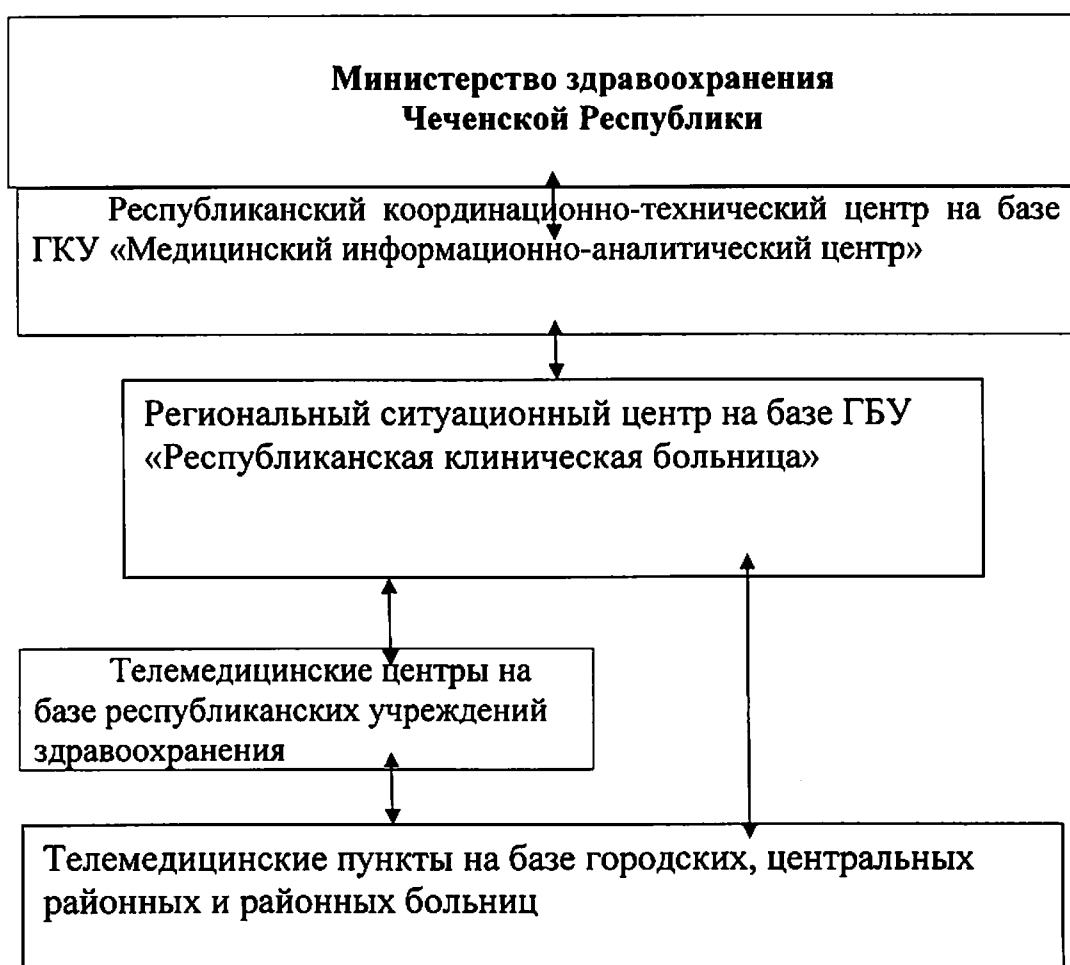 Министерство здравоохранения
Чеченской Республики
Республиканский координационно-технический центр на базе
ГКУ «Медицинский информационно-аналитический центр»
Региональный ситуационный центр на базе ГБУ
«Республиканская клиническая больница»
Телемедицинские центры на
базе республиканских учреждений
здравоохранения
Телемедицинские пункты на базе городских, центральных
районных и районных больниц